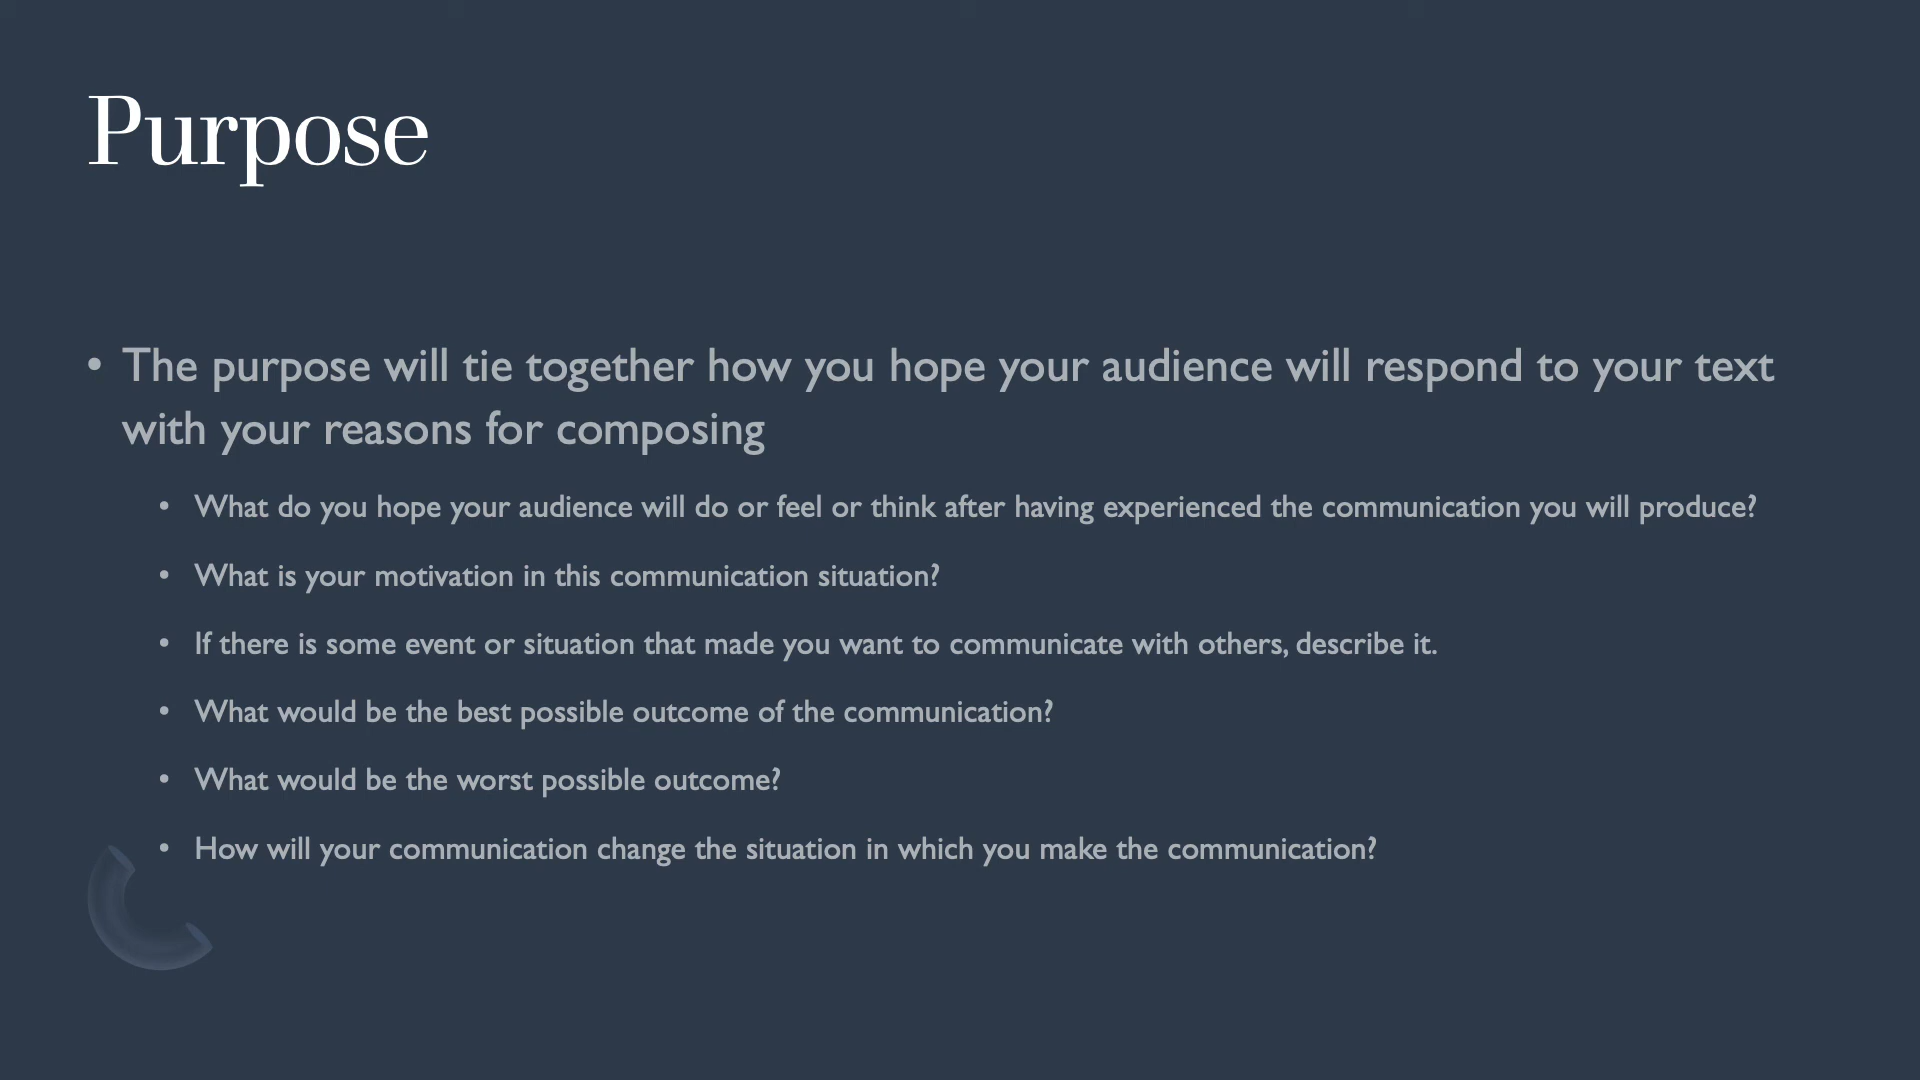 Purpose
• The purpose will tie together how you hope your audience will respond to your text
with your reasons for composing
• What do you hope your audience will do or feel or think after having experienced the communication you will produce?
• What is your motivation in this communication situation?
• If there is some event or situation that made you want to communicate with others, describe it.
• What would be the best possible outcome of the communication?
• What would be the worst possible outcome?
• How will your communication change the situation in which you make the communication?